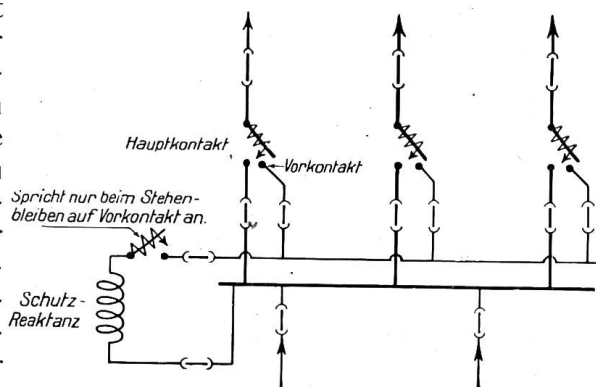 Hauptkontakt
Vorkontakt
Spricht nur beim Stehen-
bleiben auf Vorkontakt an.
Schutz-
Reaktanz